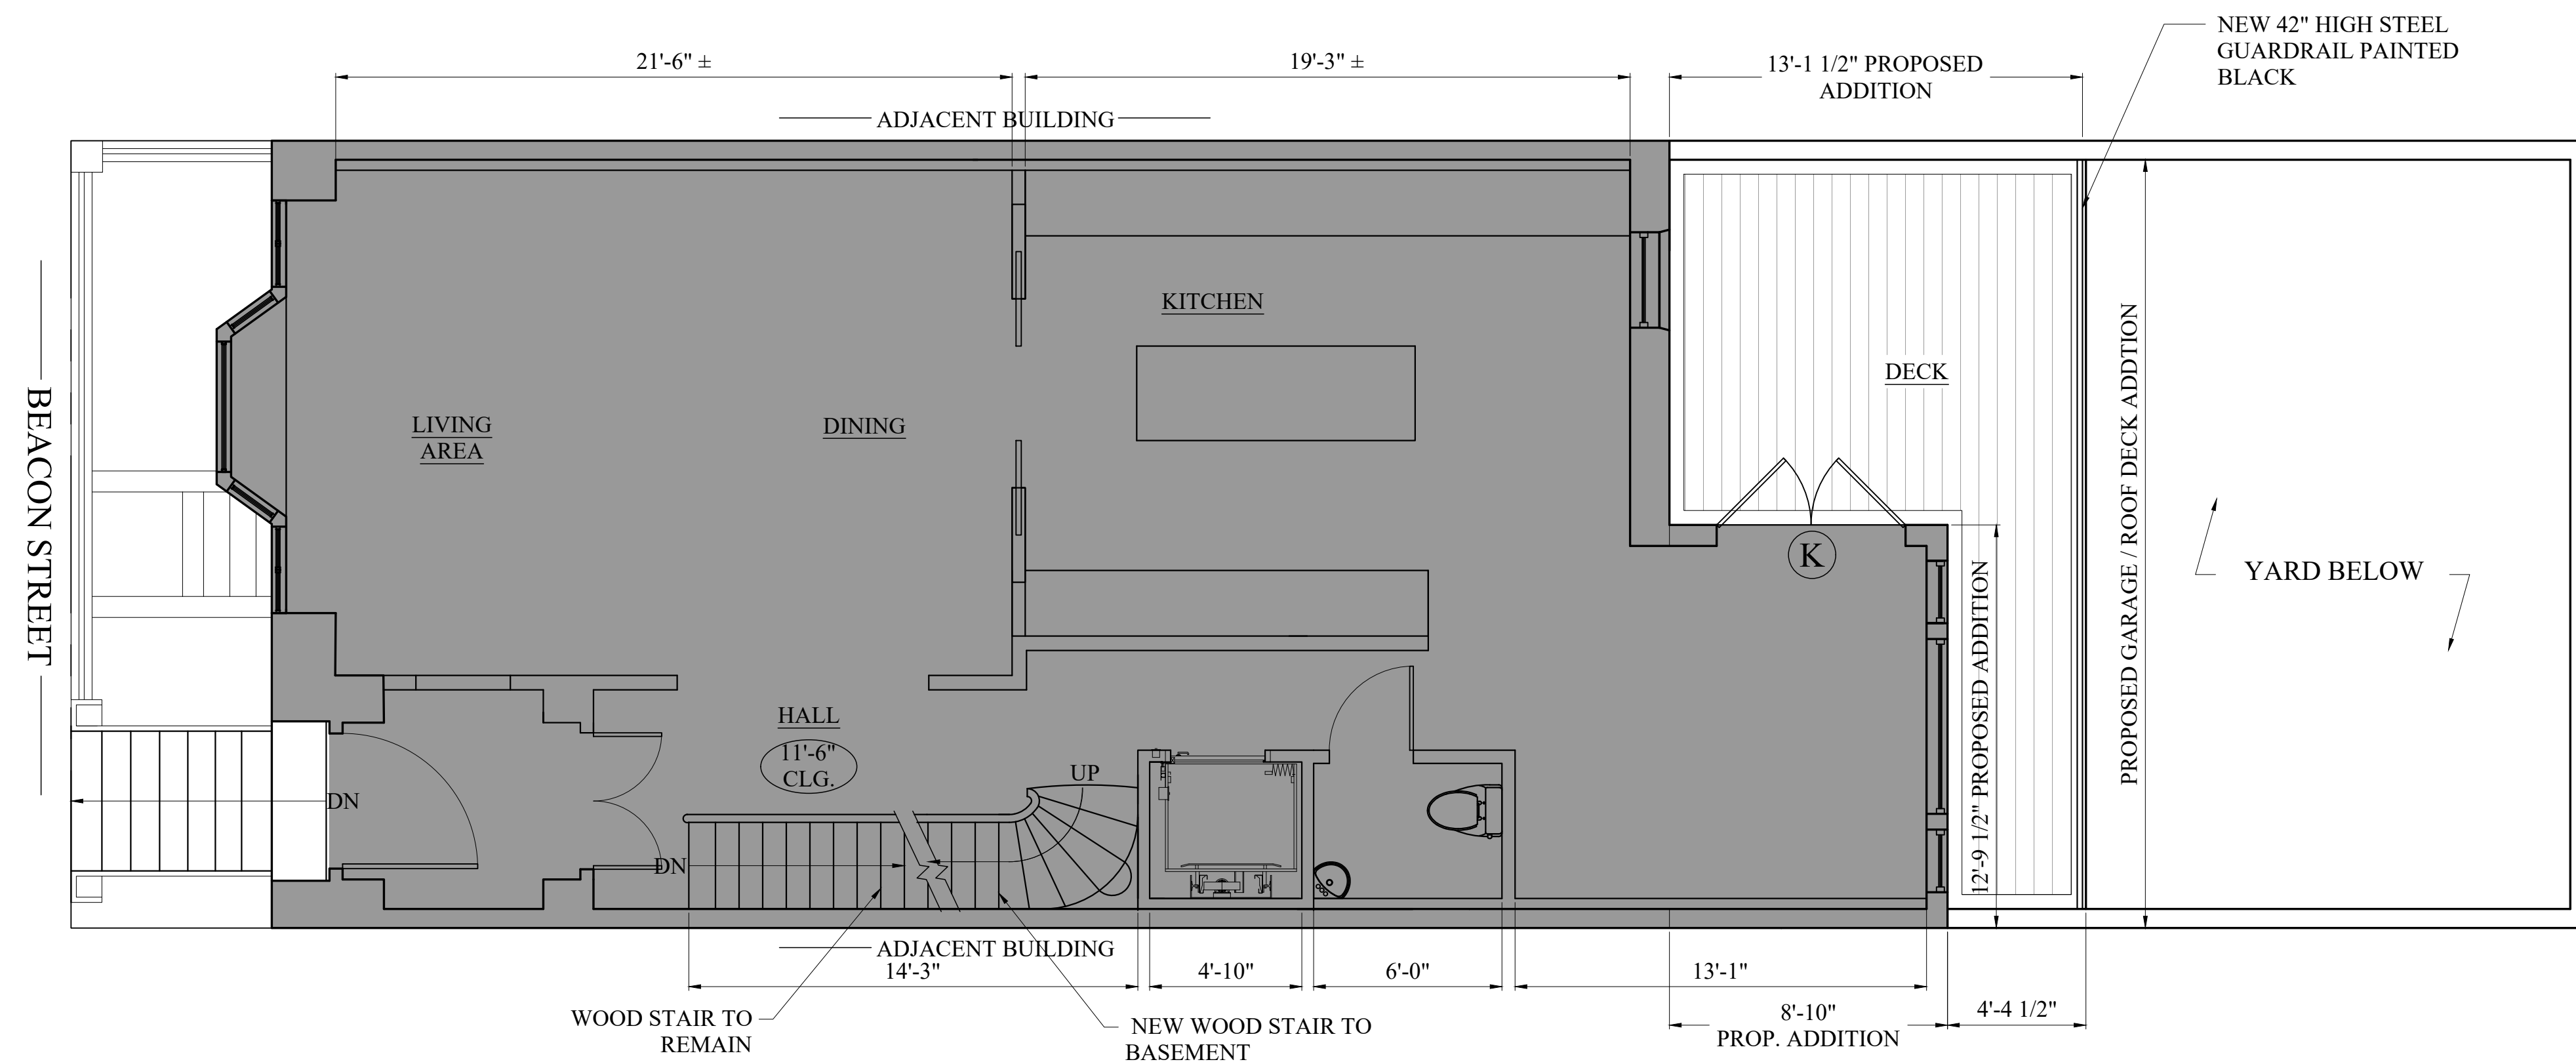 NEW 42" HIGH STEEL
GUARDRAIL PAINTED
BLACK
21'-6" ±
19'-3" ±
13'-1 1/2" PROPOSED
ADDITION
ADJACENT BUILDING
BEACON STREET
LIVING
AREA
DINING
KITCHEN
DECK
K
PROPOSED GARAGE / ROOF DECK ADDTION
YARD BELOW
12'-9 1/2" PROPOSED ADDITION
HALL
11'-6"
CLG.
UP
DN
DN
ADJACENT BUILDING
14'-3"
4'-10"
6'-0"
13'-1"
8'-10"
PROP. ADDITION
4'-4 1/2"
WOOD STAIR TO
REMAIN
NEW WOOD STAIR TO
BASEMENT